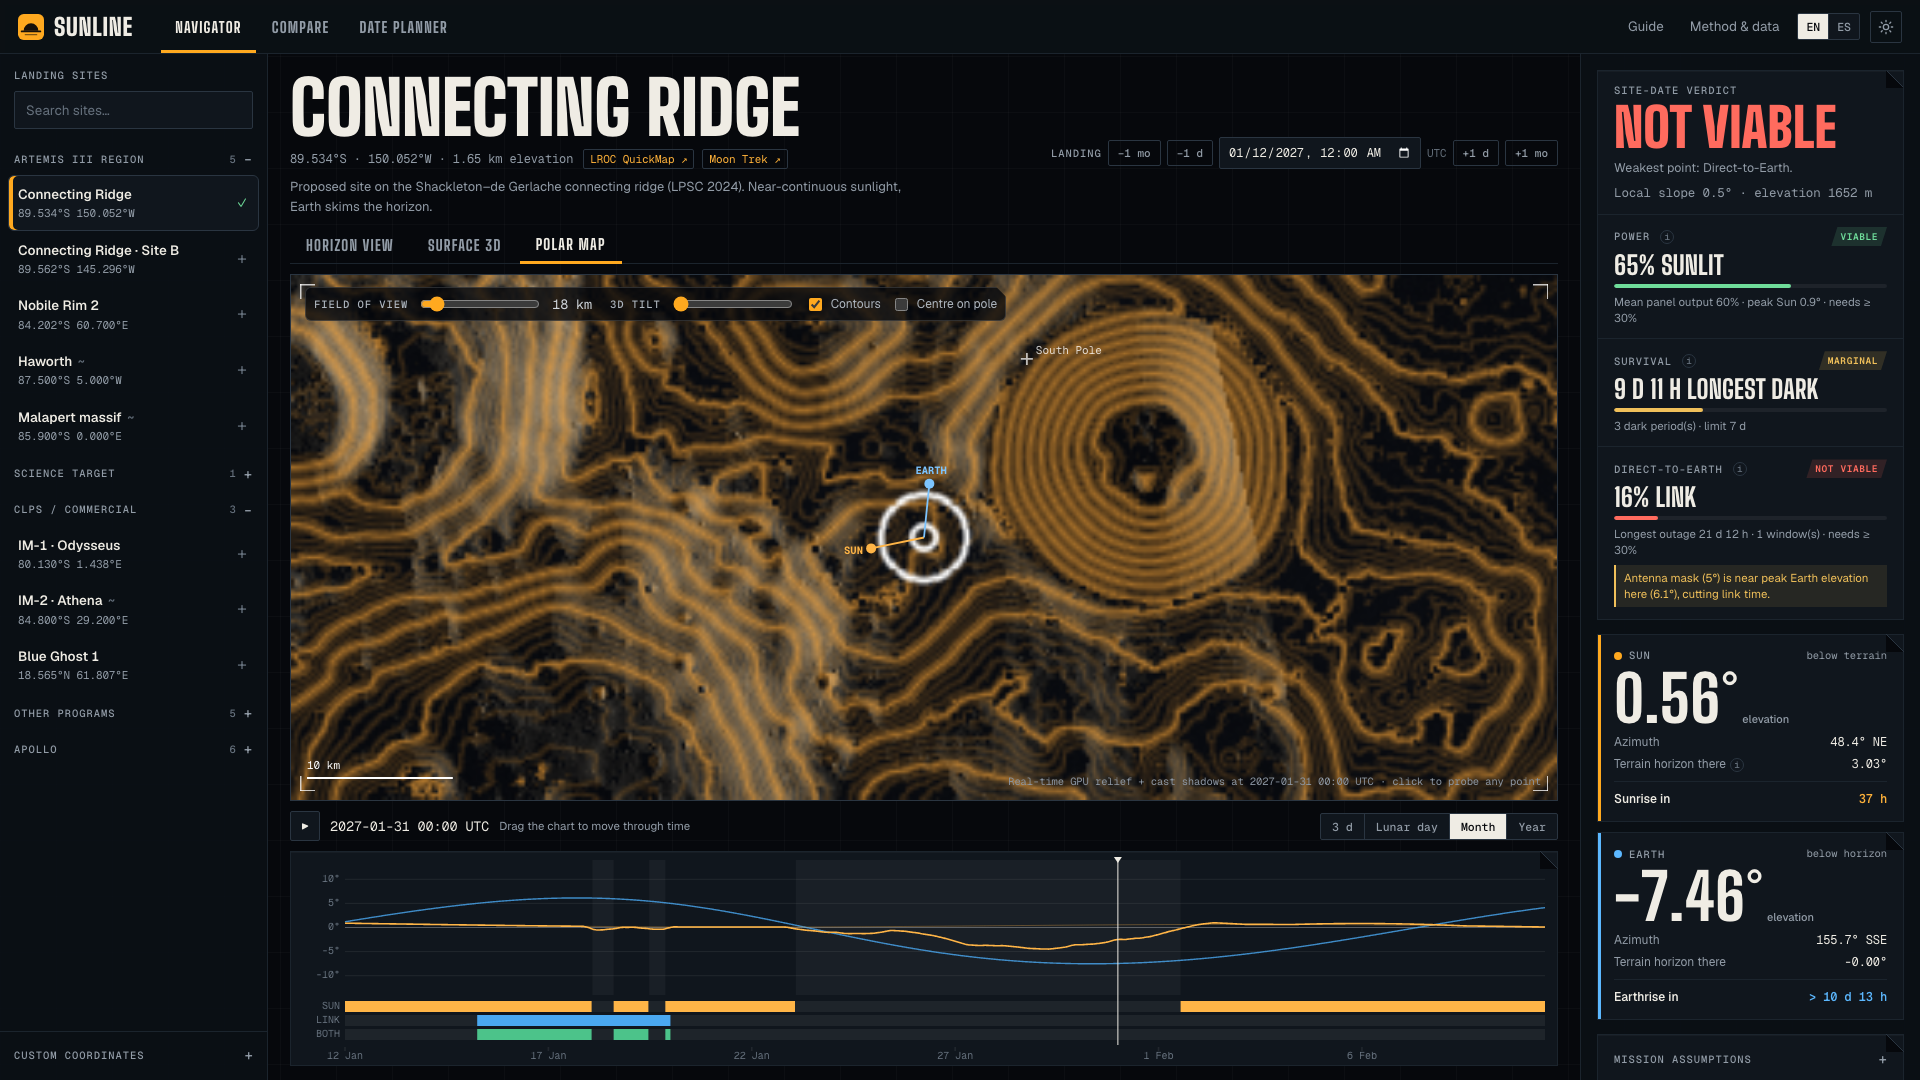 SUNLINE
NAVIGATOR
COMPARE
DATE PLANNER
Guide
Method & data
EN
ES
LANDING SITES
Search sites...
ARTEMIS III REGION 5 −
Connecting Ridge
89.534°S 150.052°W
✓
Connecting Ridge · Site B
89.562°S 145.296°W
+
Nobile Rim 2
84.202°S 60.700°E
+
Haworth ~
87.500°S 5.000°W
+
Malapert massif ~
85.900°S 0.000°E
+
SCIENCE TARGET 1 +
CLPS / COMMERCIAL 3 −
IM-1 · Odysseus
80.130°S 1.438°E
+
IM-2 · Athena ~
84.800°S 29.200°E
+
Blue Ghost 1
18.565°N 61.807°E
+
OTHER PROGRAMS 5 +
APOLLO 6 +
CUSTOM COORDINATES +
CONNECTING RIDGE
89.534°S · 150.052°W · 1.65 km elevation
LROC QuickMap ↗
Moon Trek ↗
Proposed site on the Shackleton–de Gerlache connecting ridge (LPSC 2024). Near-continuous sunlight,
Earth skims the horizon.
LANDING
−1 mo
−1 d
01/12/2027, 12:00 AM
UTC
+1 d
+1 mo
HORIZON VIEW
SURFACE 3D
POLAR MAP
FIELD OF VIEW 18 km
3D TILT
Contours
Centre on pole
South Pole
EARTH
SUN
10 km
Real-time GPU relief + cast shadows at 2027-01-31 00:00 UTC · click to probe any point
2027-01-31 00:00 UTC
Drag the chart to move through time
3 d
Lunar day
Month
Year
10°
5°
0°
−5°
−10°
SUN
LINK
BOTH
12 Jan
17 Jan
22 Jan
27 Jan
1 Feb
6 Feb
SITE-DATE VERDICT
NOT VIABLE
Weakest point: Direct-to-Earth.
Local slope 0.5° · elevation 1652 m
POWER i
VIABLE
65% SUNLIT
Mean panel output 60% · peak Sun 0.9° · needs ≥
30%
SURVIVAL i
MARGINAL
9 D 11 H LONGEST DARK
3 dark period(s) · limit 7 d
DIRECT-TO-EARTH i
NOT VIABLE
16% LINK
Longest outage 21 d 12 h · 1 window(s) · needs ≥
30%
Antenna mask (5°) is near peak Earth elevation
here (6.1°), cutting link time.
SUN
below terrain
0.56° elevation
Azimuth 48.4° NE
Terrain horizon there i 3.03°
Sunrise in 37 h
EARTH
below horizon
−7.46° elevation
Azimuth 155.7° SSE
Terrain horizon there −0.00°
Earthrise in > 10 d 13 h
MISSION ASSUMPTIONS +